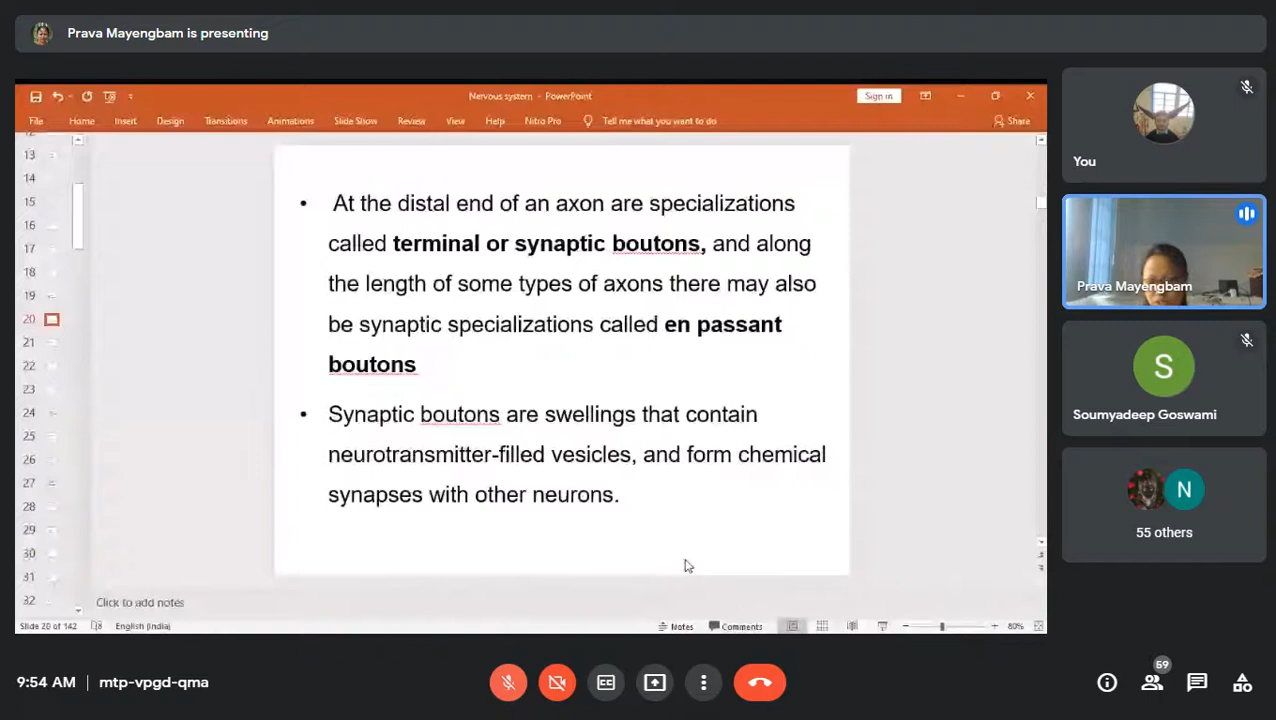 Prava Mayengbam is presenting
Nervous system - PowerPoint
Sign in
File Home Insert Design Transitions Animations Slide Show Review View Help Nitro Pro Tell me what you want to do Share
You
• At the distal end of an axon are specializations
called terminal or synaptic boutons, and along
the length of some types of axons there may also
be synaptic specializations called en passant
boutons
• Synaptic boutons are swellings that contain
neurotransmitter-filled vesicles, and form chemical
synapses with other neurons.
13
14
15
16
17
18
19
20
21
22
23
24
25
26
27
28
29
30
31
32
Click to add notes
Slide 20 of 142 English (India) Notes Comments 80%
Prava Mayengbam
S
Soumyadeep Goswami
N
55 others
9:54 AM | mtp-vpgd-qma
CC
59